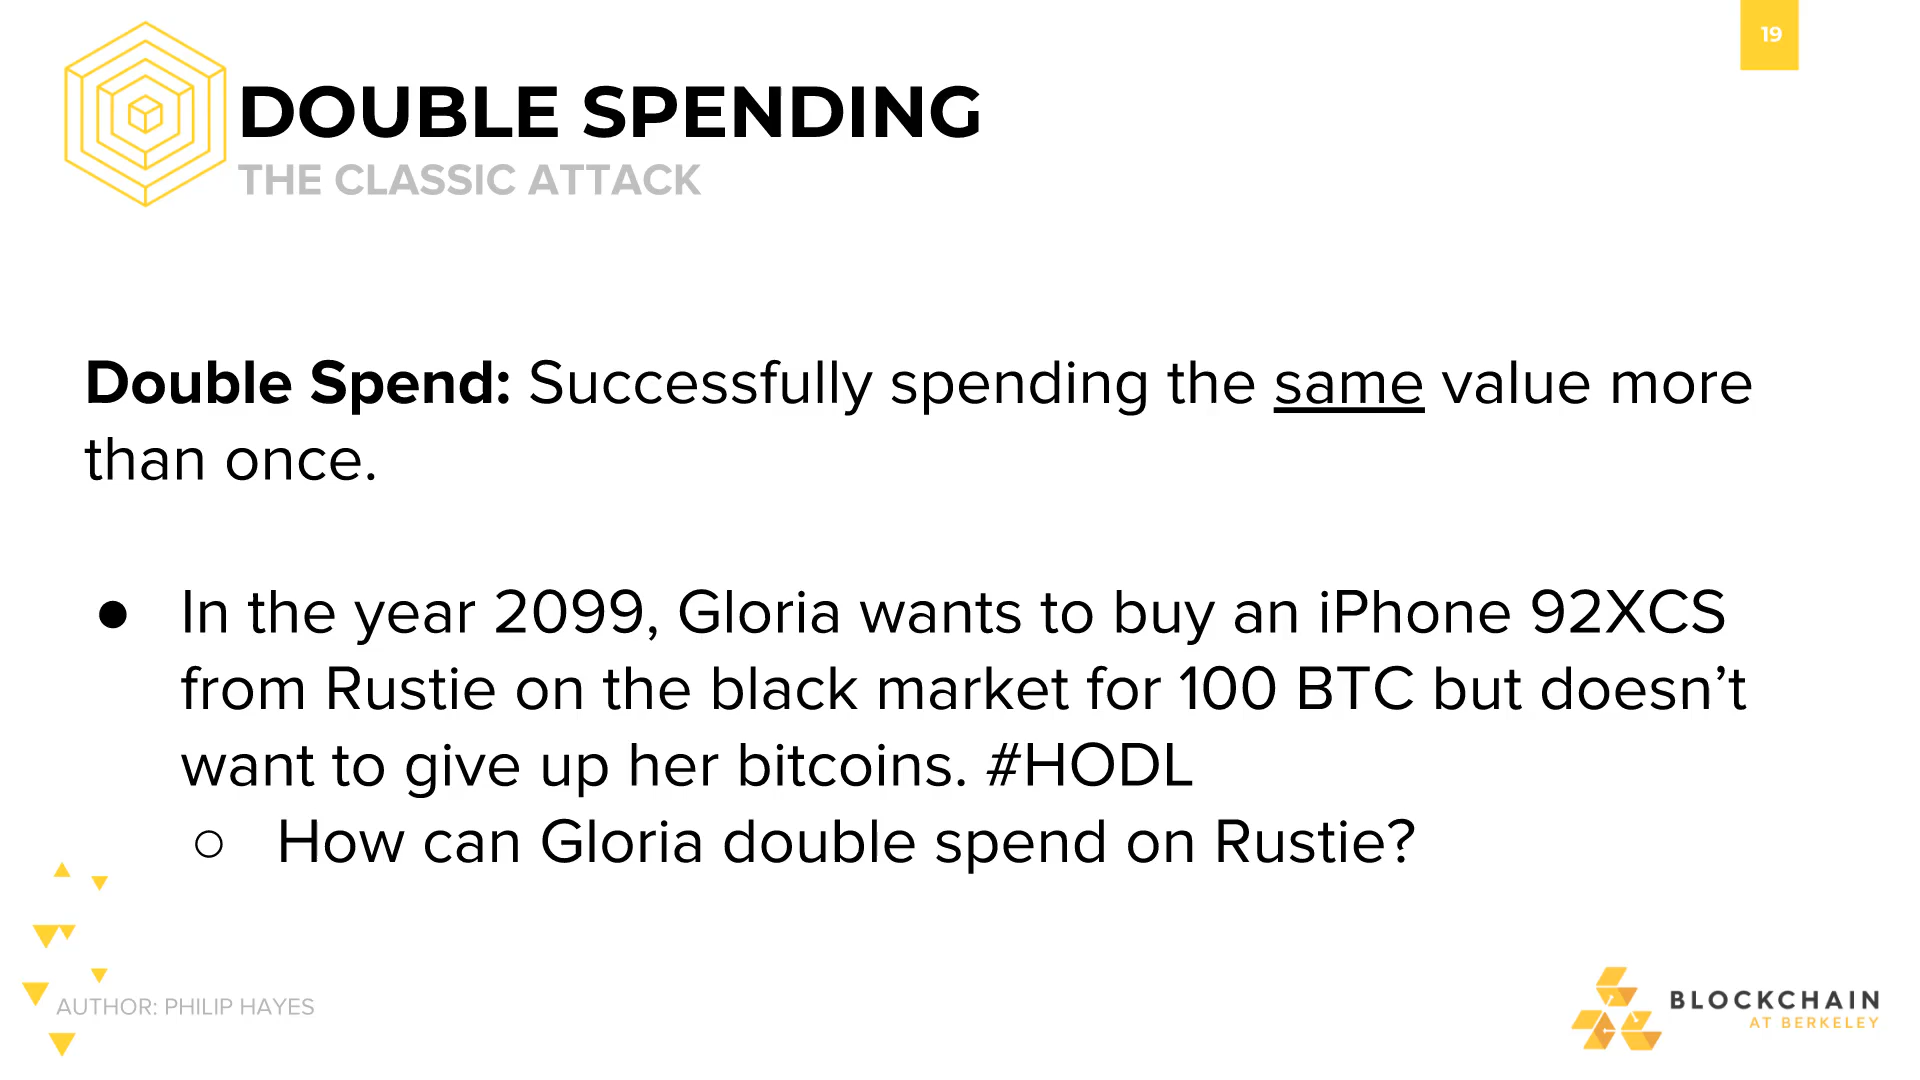 19
DOUBLE SPENDING
THE CLASSIC ATTACK
Double Spend: Successfully spending the same value more
than once.
● In the year 2099, Gloria wants to buy an iPhone 92XCS
from Rustie on the black market for 100 BTC but doesn’t
want to give up her bitcoins. #HODL
○ How can Gloria double spend on Rustie?
AUTHOR: PHILIP HAYES
BLOCKCHAIN
AT BERKELEY